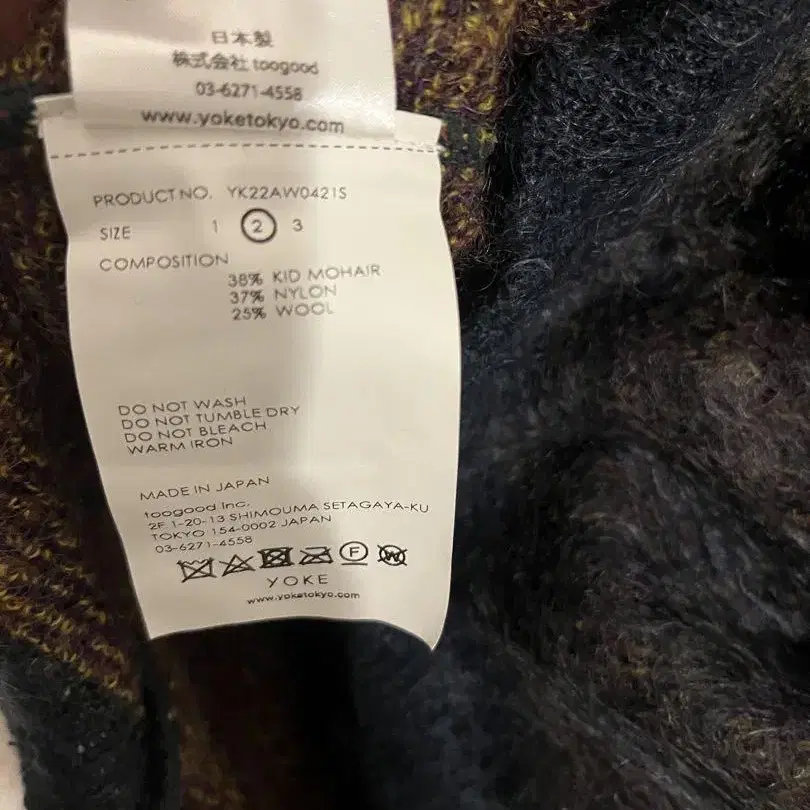 日本製
株式会社 toogood
03-6271-4558
www.yoketokyo.com
PRODUCT NO. YK22AW0421S
SIZE 1 2 3
COMPOSITION
38% KID MOHAIR
37% NYLON
25% WOOL
DO NOT WASH
DO NOT TUMBLE DRY
DO NOT BLEACH
WARM IRON
MADE IN JAPAN
toogood Inc.
2F 1-20-13 SHIMOUMA SETAGAYA-KU
TOKYO 154-0002 JAPAN
03-6271-4558
F W
YOKE
www.yoketokyo.com